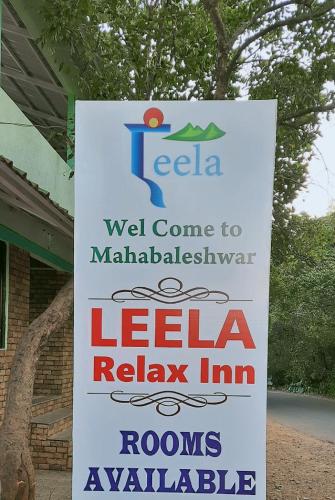 Leela
Wel Come to
Mahabaleshwar
LEELA
Relax Inn
ROOMS
AVAILABLE